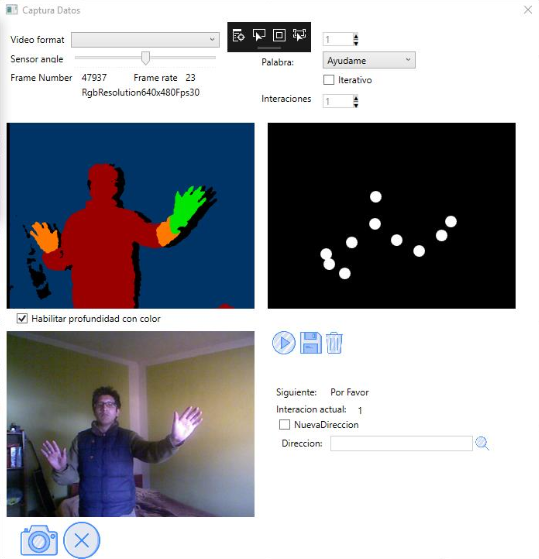 Captura Datos
Video format
1
Sensor angle
Palabra: Ayudame
Frame Number 47937 Frame rate 23
Iterativo
RgbResolution640x480Fps30
Interaciones 1
Habilitar profundidad con color
Siguiente: Por Favor
Interacion actual: 1
NuevaDireccion
Direccion: